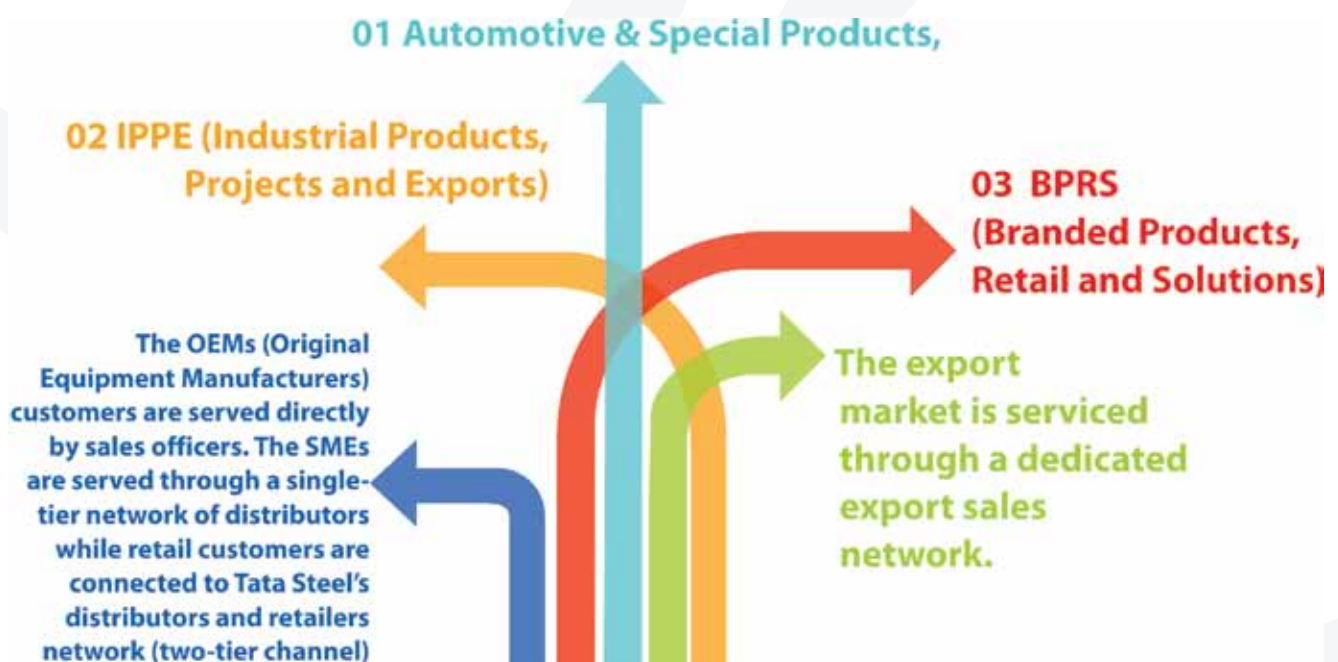 01 Automotive & Special Products,
02 IPPE (Industrial Products,
Projects and Exports)
03 BPRS
(Branded Products,
Retail and Solutions)
The OEMs (Original
Equipment Manufacturers)
customers are served directly
by sales officers. The SMEs
are served through a single-
tier network of distributors
while retail customers are
connected to Tata Steel's
distributors and retailers
network (two-tier channel)
The export
market is serviced
through a dedicated
export sales
network.